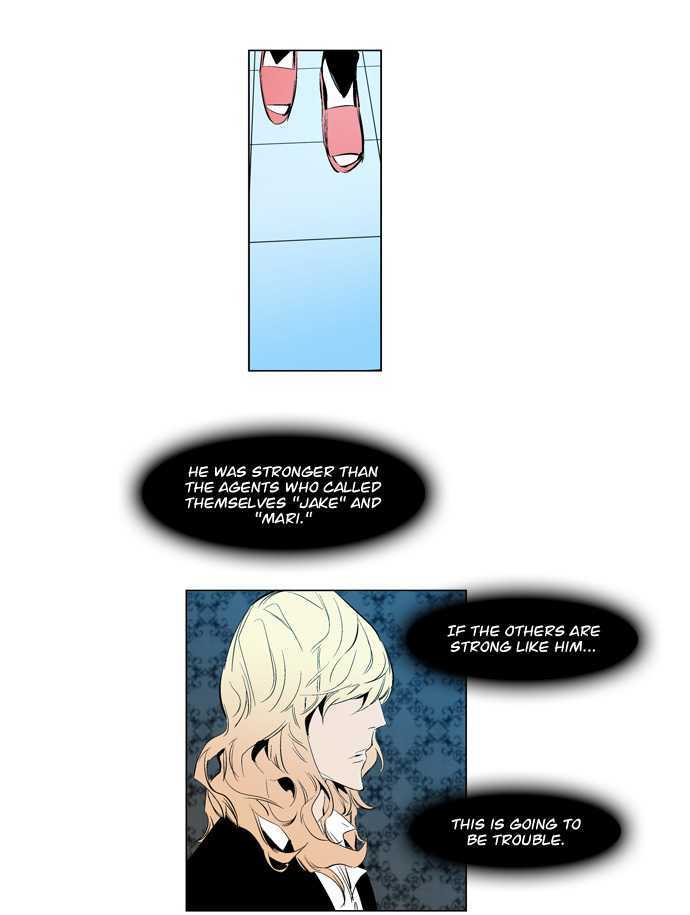 HE WAS STRONGER THAN
THE AGENTS WHO CALLED
THEMSELVES "JAKE" AND
"MARI."
IF THE OTHERS ARE
STRONG LIKE HIM...
THIS IS GOING TO
BE TROUBLE.